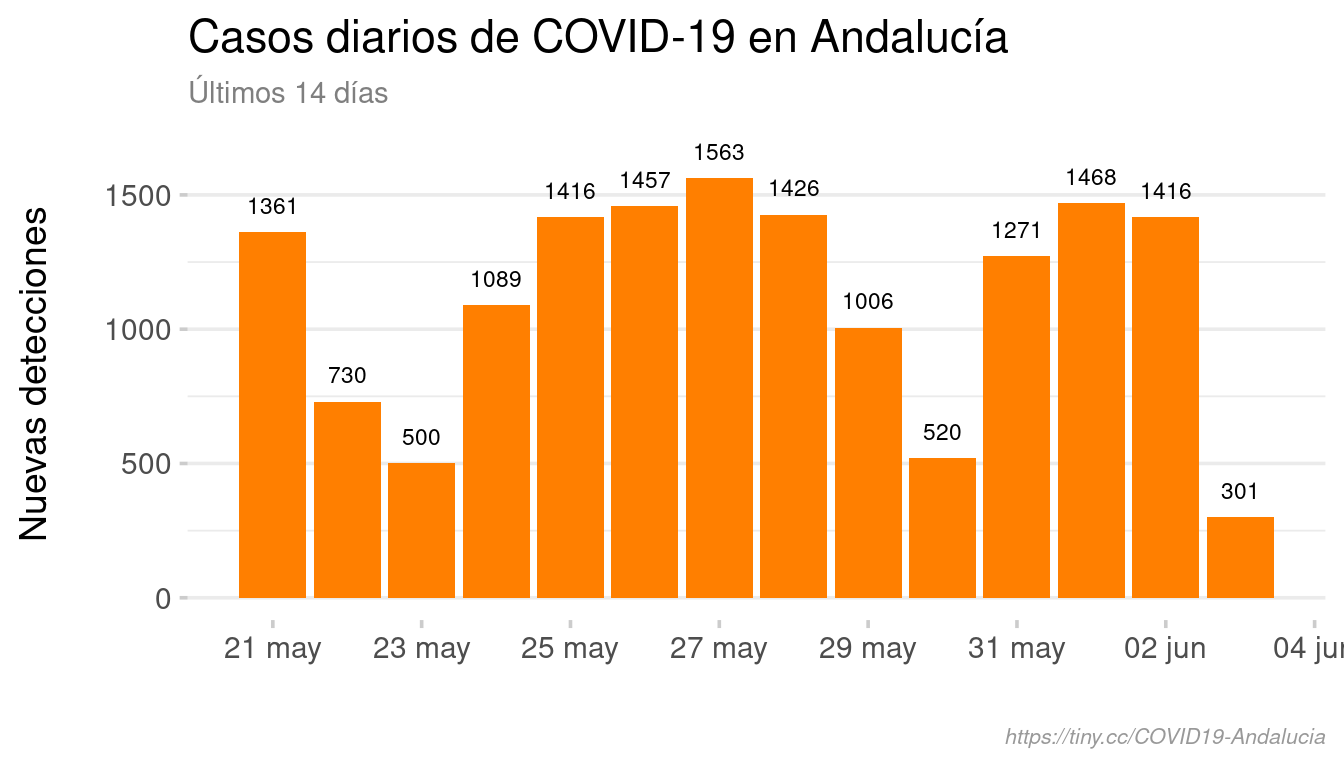 Casos diarios de COVID-19 en Andalucía
Últimos 14 días
Nuevas detecciones
1563
1500
1361
1416
1457
1426
1468
1416
1271
1089
1006
1000
730
500
500
520
301
0
21 may
23 may
25 may
27 may
29 may
31 may
02 jun
04 jun
https://tiny.cc/COVID19-Andalucia